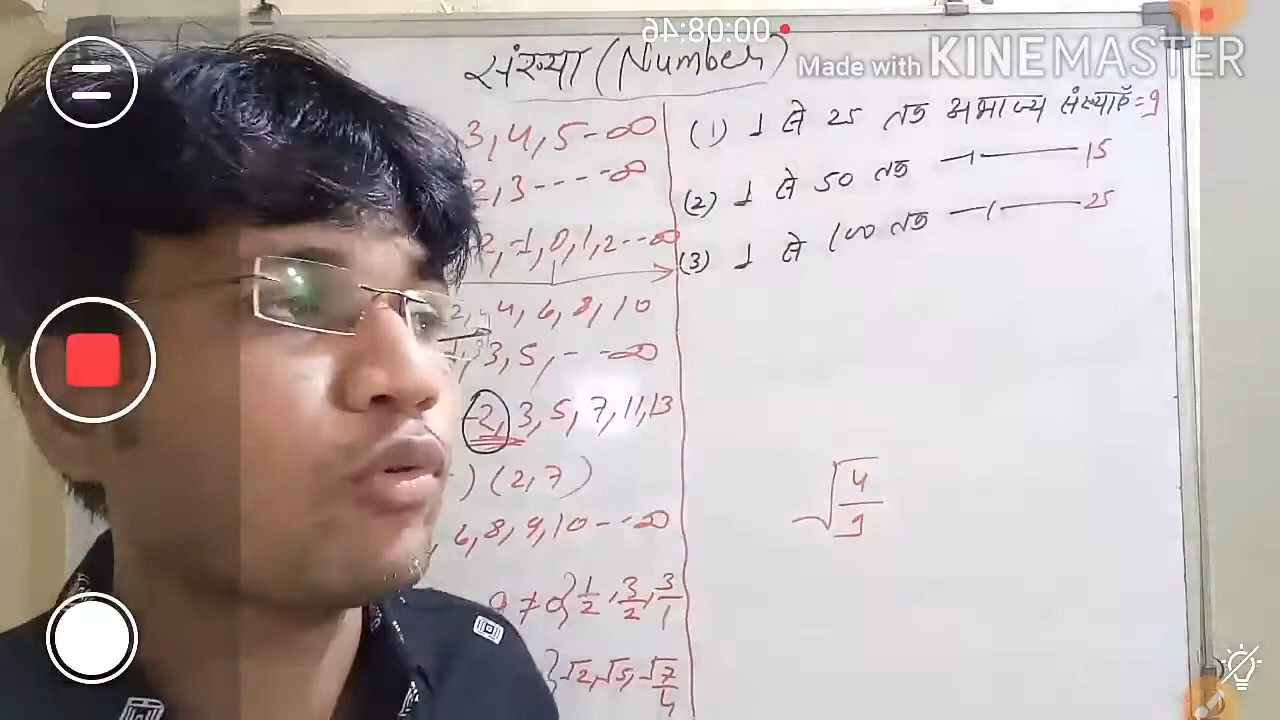 00:08:46
Made with KINEMASTER
संख्या (Number)
3, 4, 5 - ∞
2, 3 - - - - ∞
2, -1, 0, 1, 2 - - ∞
2, 4, 6, 8, 10
1, 3, 5, - - ∞
2, 3, 5, 7, 11, 13
) (2, 7)
6, 8, 9, 10 - - ∞
q ≠ 0} 1/2, 3/2, 3/1
} √2, √5, √7/4
(1) 1 से 25 तक अभाज्य संख्याएँ = 9
(2) 1 से 50 तक —〃— 15
(3) 1 से 100 तक —〃— 25
√4/9